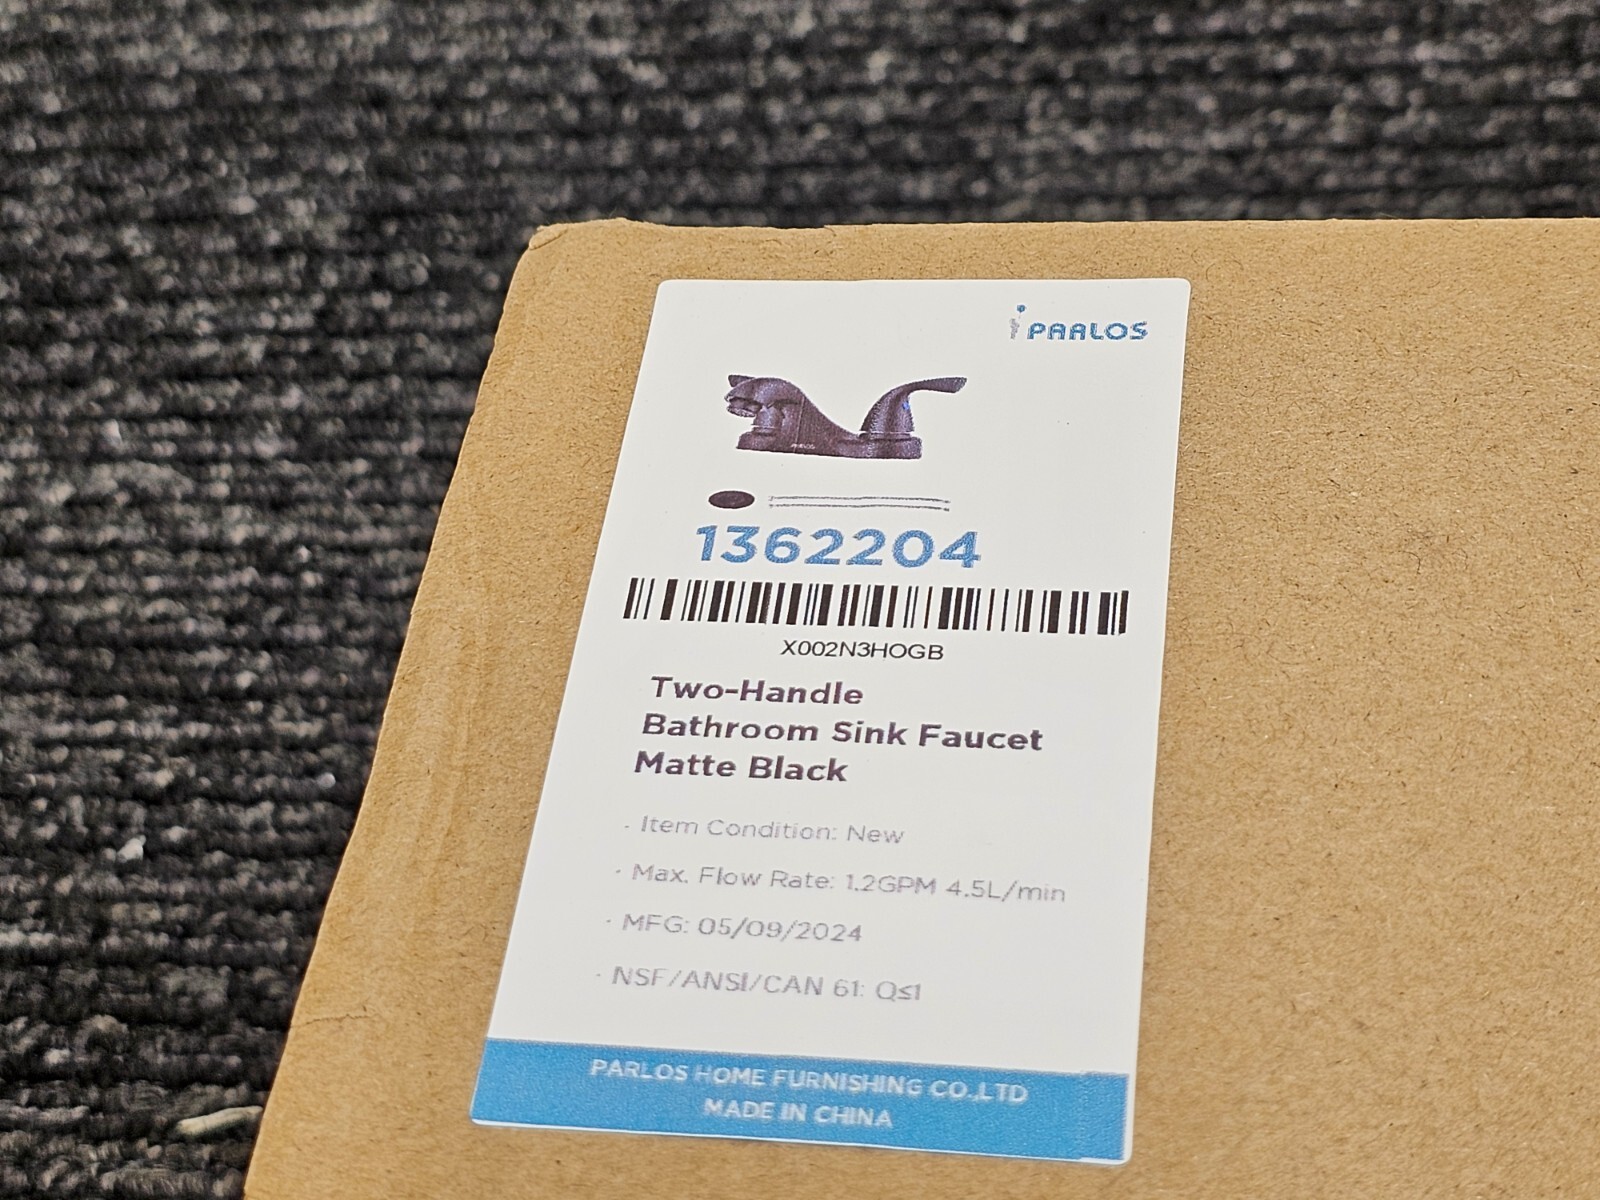 PARLOS
1362204
X002N3HOGB
Two-Handle
Bathroom Sink Faucet
Matte Black
· Item Condition: New
· Max. Flow Rate: 1.2GPM 4.5L/min
· MFG: 05/09/2024
· NSF/ANSI/CAN 61: Q≤1
PARLOS HOME FURNISHING CO.,LTD
MADE IN CHINA